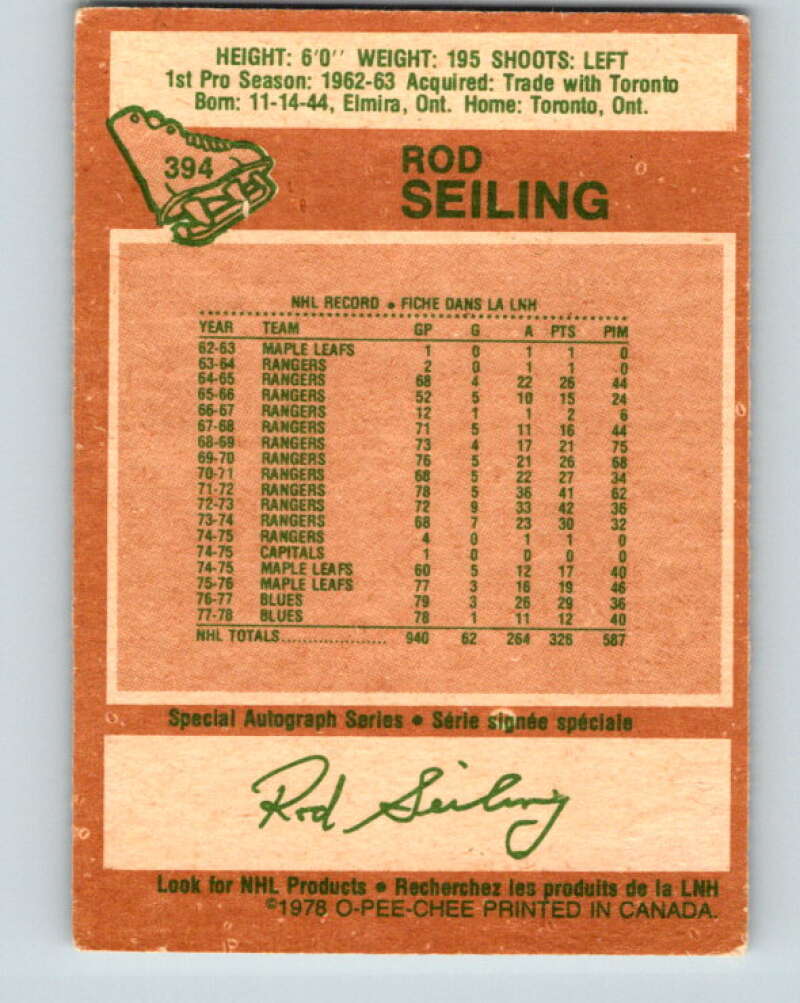 HEIGHT: 6'0'' WEIGHT: 195 SHOOTS: LEFT
1st Pro Season: 1962-63 Acquired: Trade with Toronto
Born: 11-14-44, Elmira, Ont. Home: Toronto, Ont.
394
ROD
SEILING
NHL RECORD • FICHE DANS LA LNH
YEAR TEAM GP G A PTS PIM
62-63 MAPLE LEAFS 1 0 1 1 0
63-64 RANGERS 2 0 1 1 0
64-65 RANGERS 68 4 22 26 44
65-66 RANGERS 52 5 10 15 24
66-67 RANGERS 12 1 1 2 6
67-68 RANGERS 71 5 11 16 44
68-69 RANGERS 73 4 17 21 75
69-70 RANGERS 76 5 21 26 68
70-71 RANGERS 68 5 22 27 34
71-72 RANGERS 78 5 36 41 62
72-73 RANGERS 72 9 33 42 36
73-74 RANGERS 68 7 23 30 32
74-75 RANGERS 4 0 1 1 0
74-75 CAPITALS 1 0 0 0 0
74-75 MAPLE LEAFS 60 5 12 17 40
75-76 MAPLE LEAFS 77 3 16 19 46
76-77 BLUES 79 3 26 29 36
77-78 BLUES 78 1 11 12 40
NHL TOTALS.................... 940 62 264 326 587
Special Autograph Series • Série signée spéciale
Rod Seiling
Look for NHL Products • Recherchez les produits de la LNH
©1978 O-PEE-CHEE PRINTED IN CANADA.